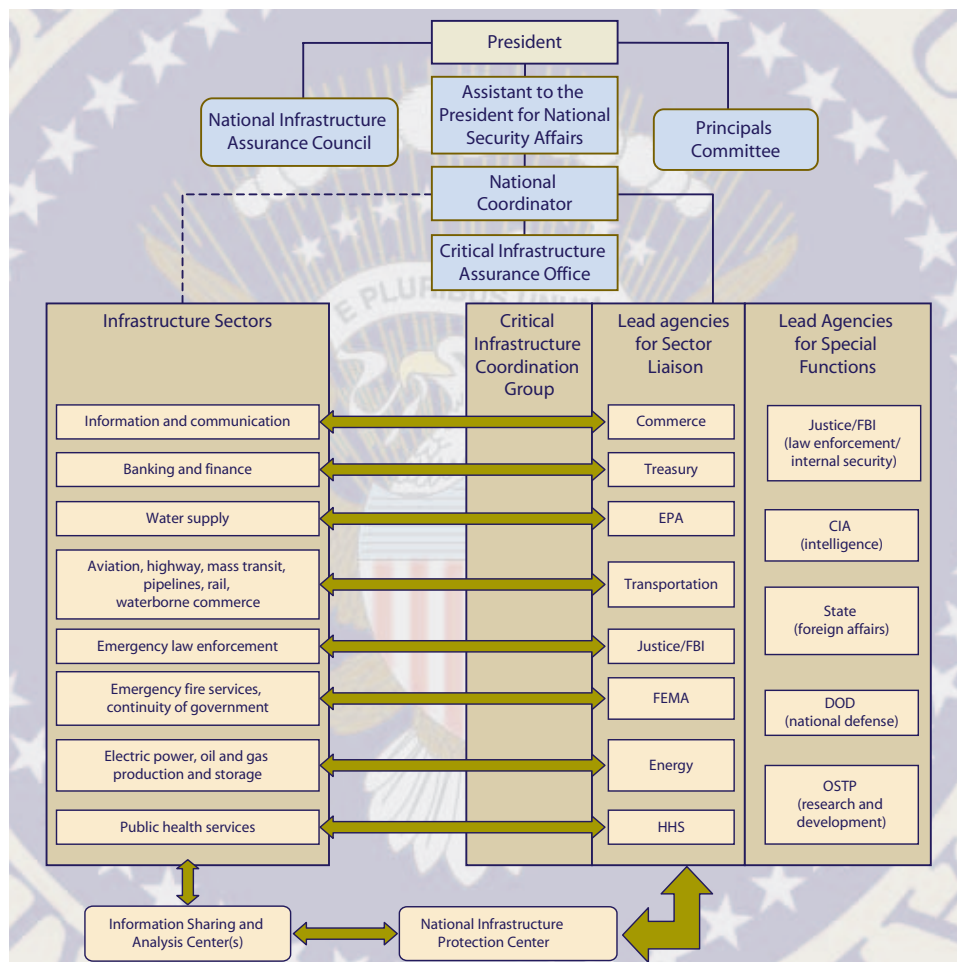 President
National Infrastructure
Assurance Council
Assistant to the
President for National
Security Affairs
Principals
Committee
National
Coordinator
Critical Infrastructure
Assurance Office
PLURIBUS UNUM
Infrastructure Sectors
Critical
Infrastructure
Coordination
Group
Lead agencies
for Sector
Liaison
Lead Agencies
for Special
Functions
Information and communication
Commerce
Banking and finance
Treasury
Water supply
EPA
Aviation, highway, mass transit,
pipelines, rail,
waterborne commerce
Transportation
Emergency law enforcement
Justice/FBI
Emergency fire services,
continuity of government
FEMA
Electric power, oil and gas
production and storage
Energy
Public health services
HHS
Justice/FBI
(law enforcement/
internal security)
CIA
(intelligence)
State
(foreign affairs)
DOD
(national defense)
OSTP
(research and
development)
Information Sharing and
Analysis Center(s)
National Infrastructure
Protection Center